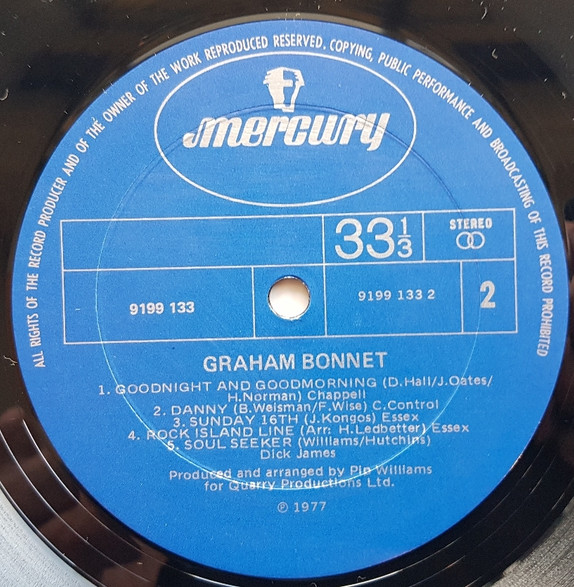 ALL RIGHTS OF THE RECORD PRODUCER AND OF THE OWNER OF THE WORK REPRODUCED RESERVED. COPYING, PUBLIC PERFORMANCE AND BROADCASTING OF THIS RECORD PROHIBITED
mercury
33 1/3
STEREO
9199 133
9199 133 2
2
GRAHAM BONNET
1. GOODNIGHT AND GOODMORNING (D.Hall/J.Oates/
H.Norman) Chappell
2. DANNY (B.Weisman/F.Wise) C.Control
3. SUNDAY 16TH (J.Kongos) Essex
4. ROCK ISLAND LINE (Arr: H.Ledbetter) Essex
5. SOUL SEEKER (Williams/Hutchins)
Dick James
Produced and arranged by Pip Williams
for Quarry Productions Ltd.
℗ 1977